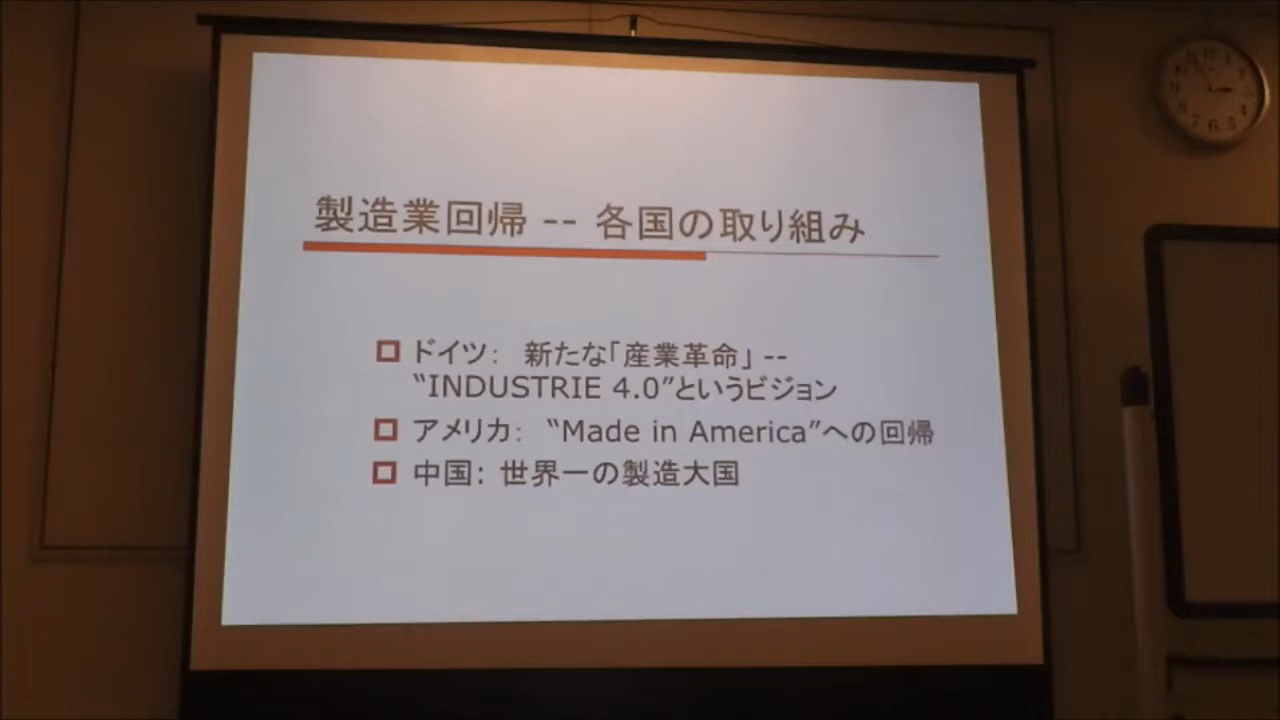 製造業回帰 -- 各国の取り組み
ドイツ： 新たな「産業革命」 --
“INDUSTRIE 4.0”というビジョン
アメリカ： “Made in America”への回帰
中国: 世界一の製造大国